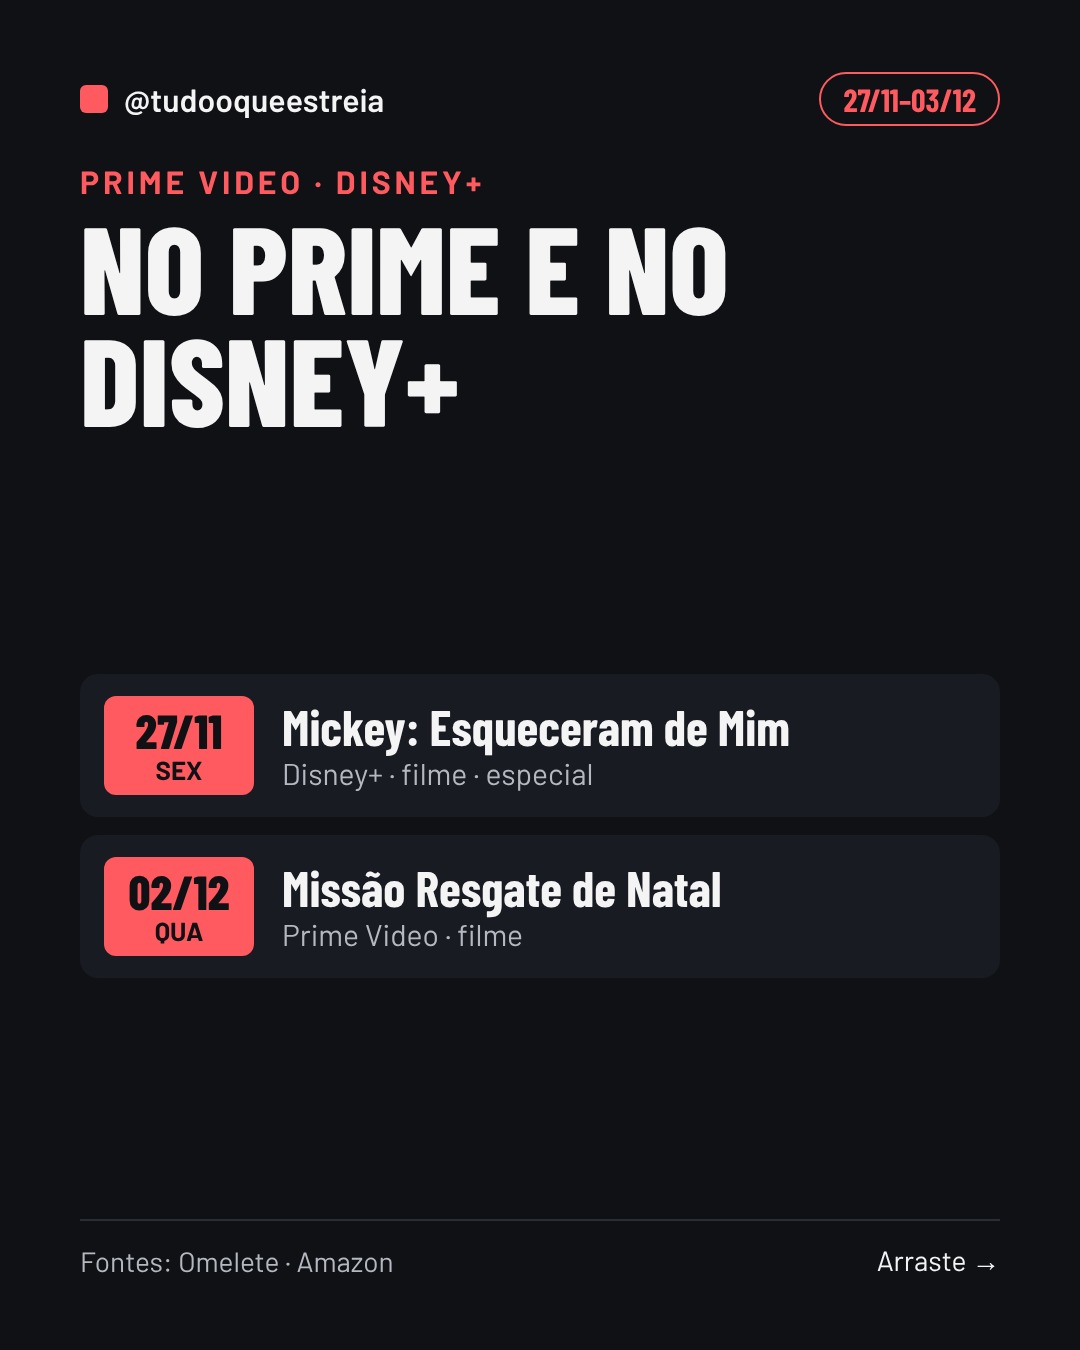 @tudooqueestreia
27/11–03/12
PRIME VIDEO · DISNEY+
NO PRIME E NO
DISNEY+
27/11
SEX
Mickey: Esqueceram de Mim
Disney+ · filme · especial
02/12
QUA
Missão Resgate de Natal
Prime Video · filme
Fontes: Omelete · Amazon
Arraste →